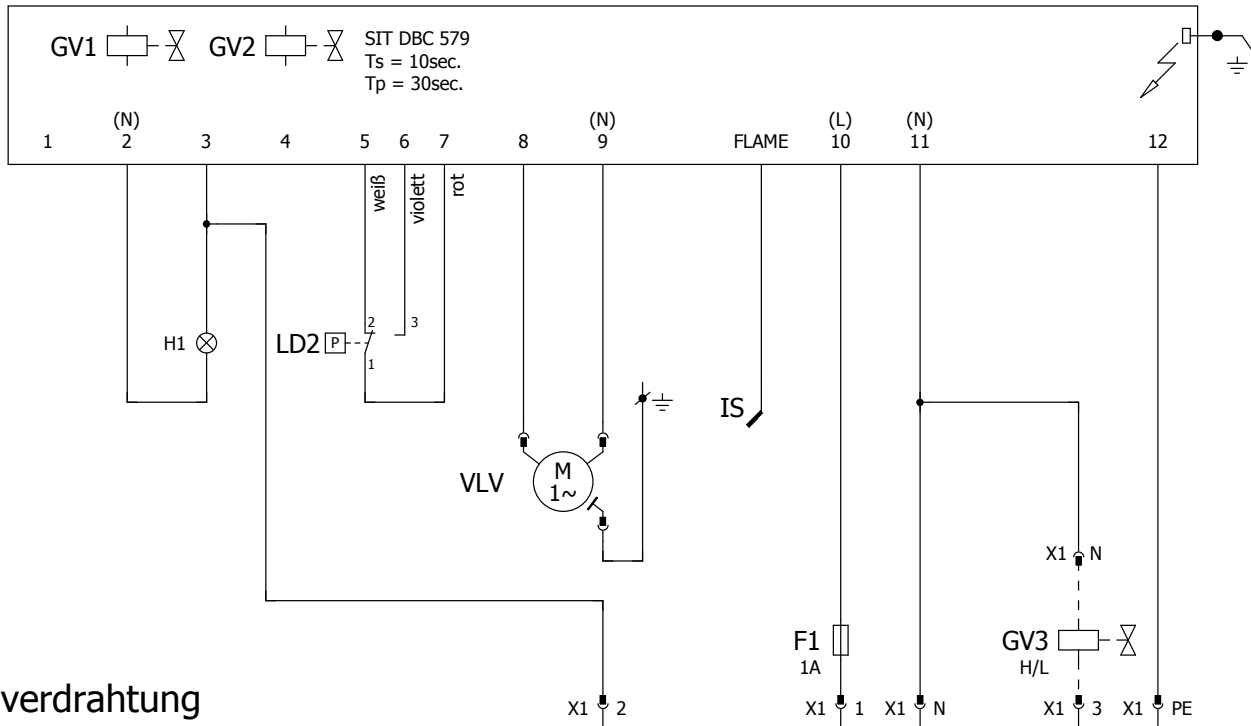 GV1 GV2 SIT DBC 579
Ts = 10sec.
Tp = 30sec.
(N) (N) (L) (N)
1 2 3 4 5 6 7 8 9 FLAME 10 11 12
weiß
violett
rot
H1 LD2 P 2 3
1
IS
VLV M
1~
X1 N
F1 GV3
1A H/L
verdrahtung X1 2 X1 1 X1 N X1 3 X1 PE